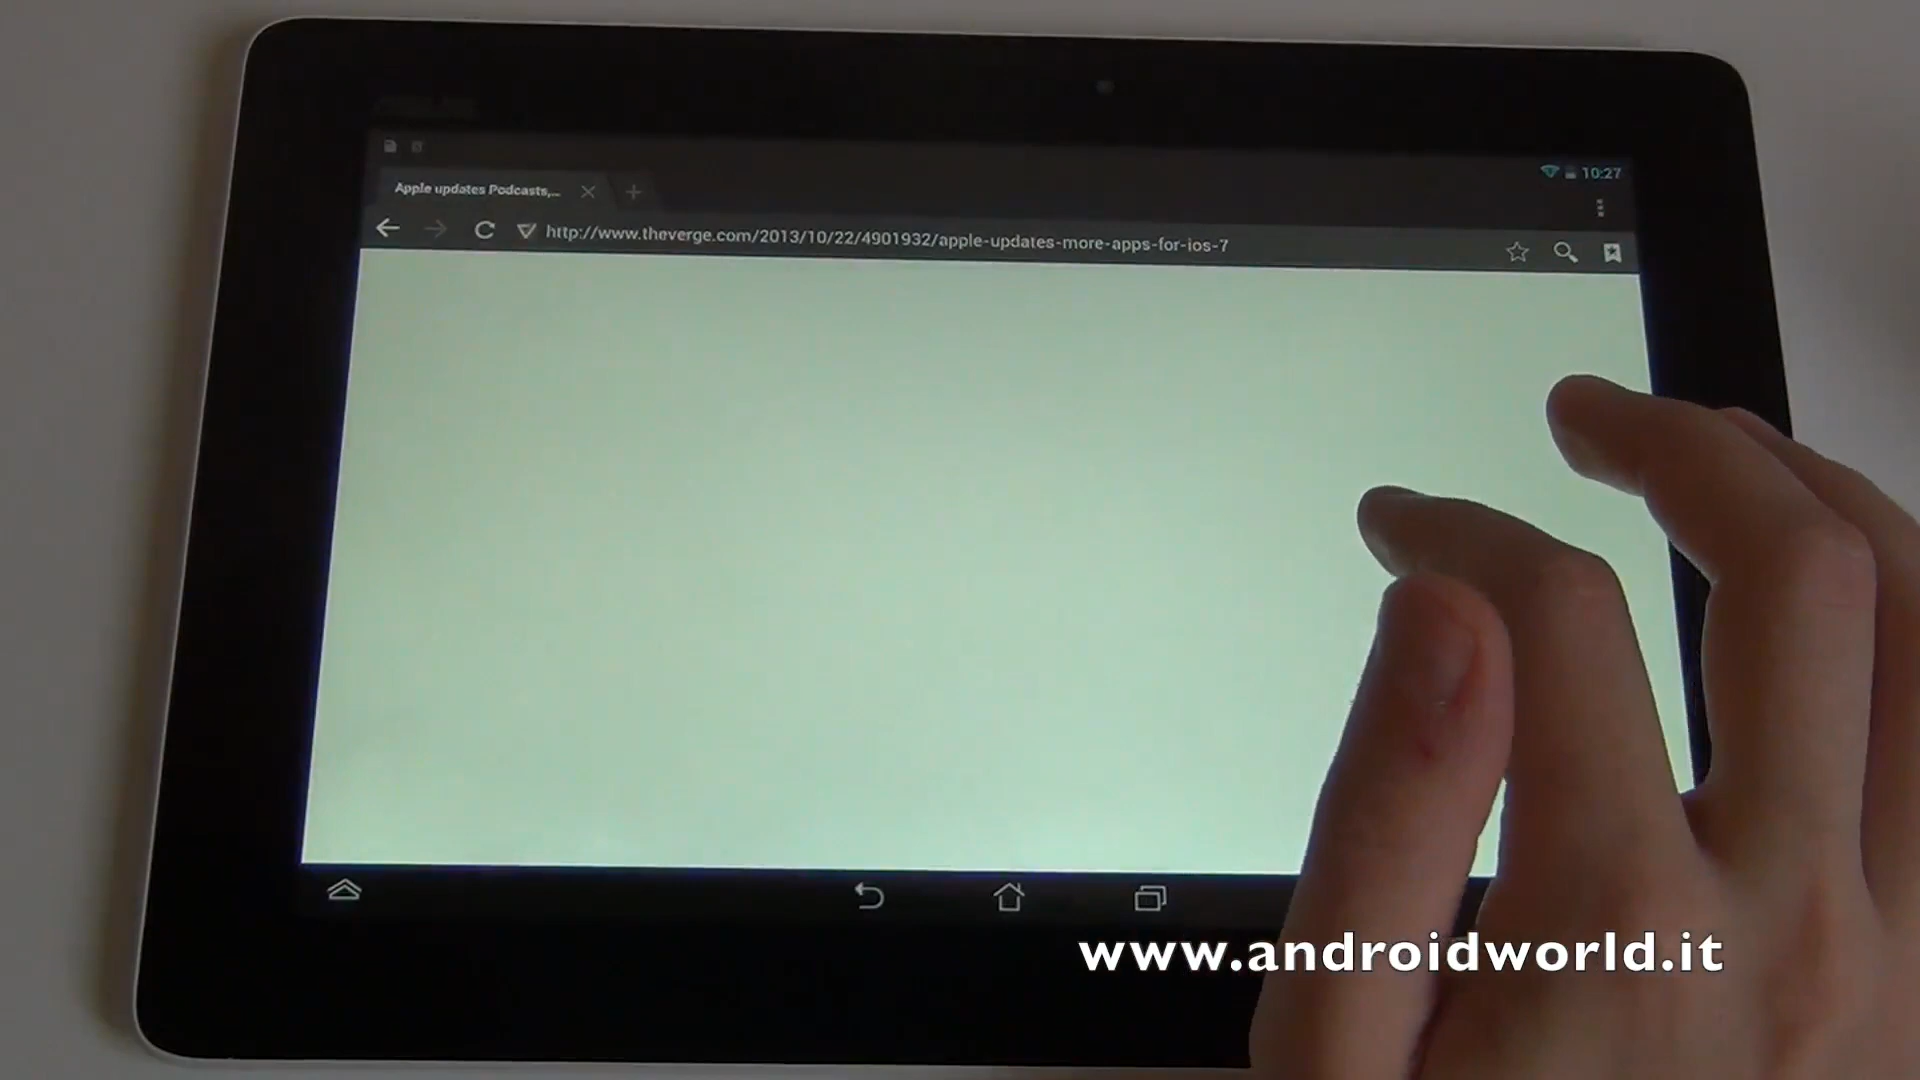 10:27
Apple updates Podcasts,...
http://www.theverge.com/2013/10/22/4901932/apple-updates-more-apps-for-ios-7
www.androidworld.it